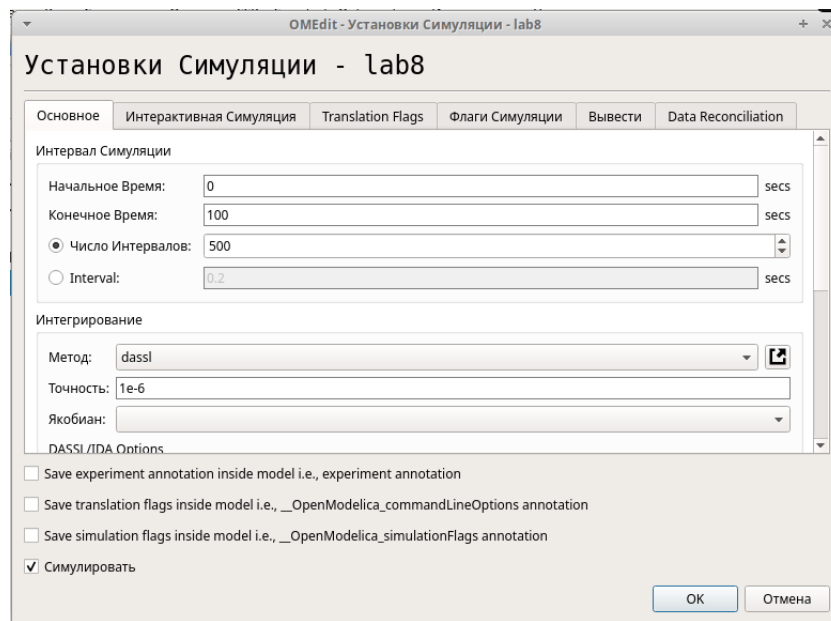 OMEdit - Установки Симуляции - lab8
Установки Симуляции - lab8
Основное Интерактивная Симуляция Translation Flags Флаги Симуляции Вывести Data Reconciliation
Интервал Симуляции
Начальное Время: 0 secs
Конечное Время: 100 secs
Число Интервалов: 500
Interval: 0.2 secs
Интегрирование
Метод: dassl
Точность: 1e-6
Якобиан:
DASSL/IDA Options
Save experiment annotation inside model i.e., experiment annotation
Save translation flags inside model i.e., __OpenModelica_commandLineOptions annotation
Save simulation flags inside model i.e., __OpenModelica_simulationFlags annotation
Симулировать
OK Отмена